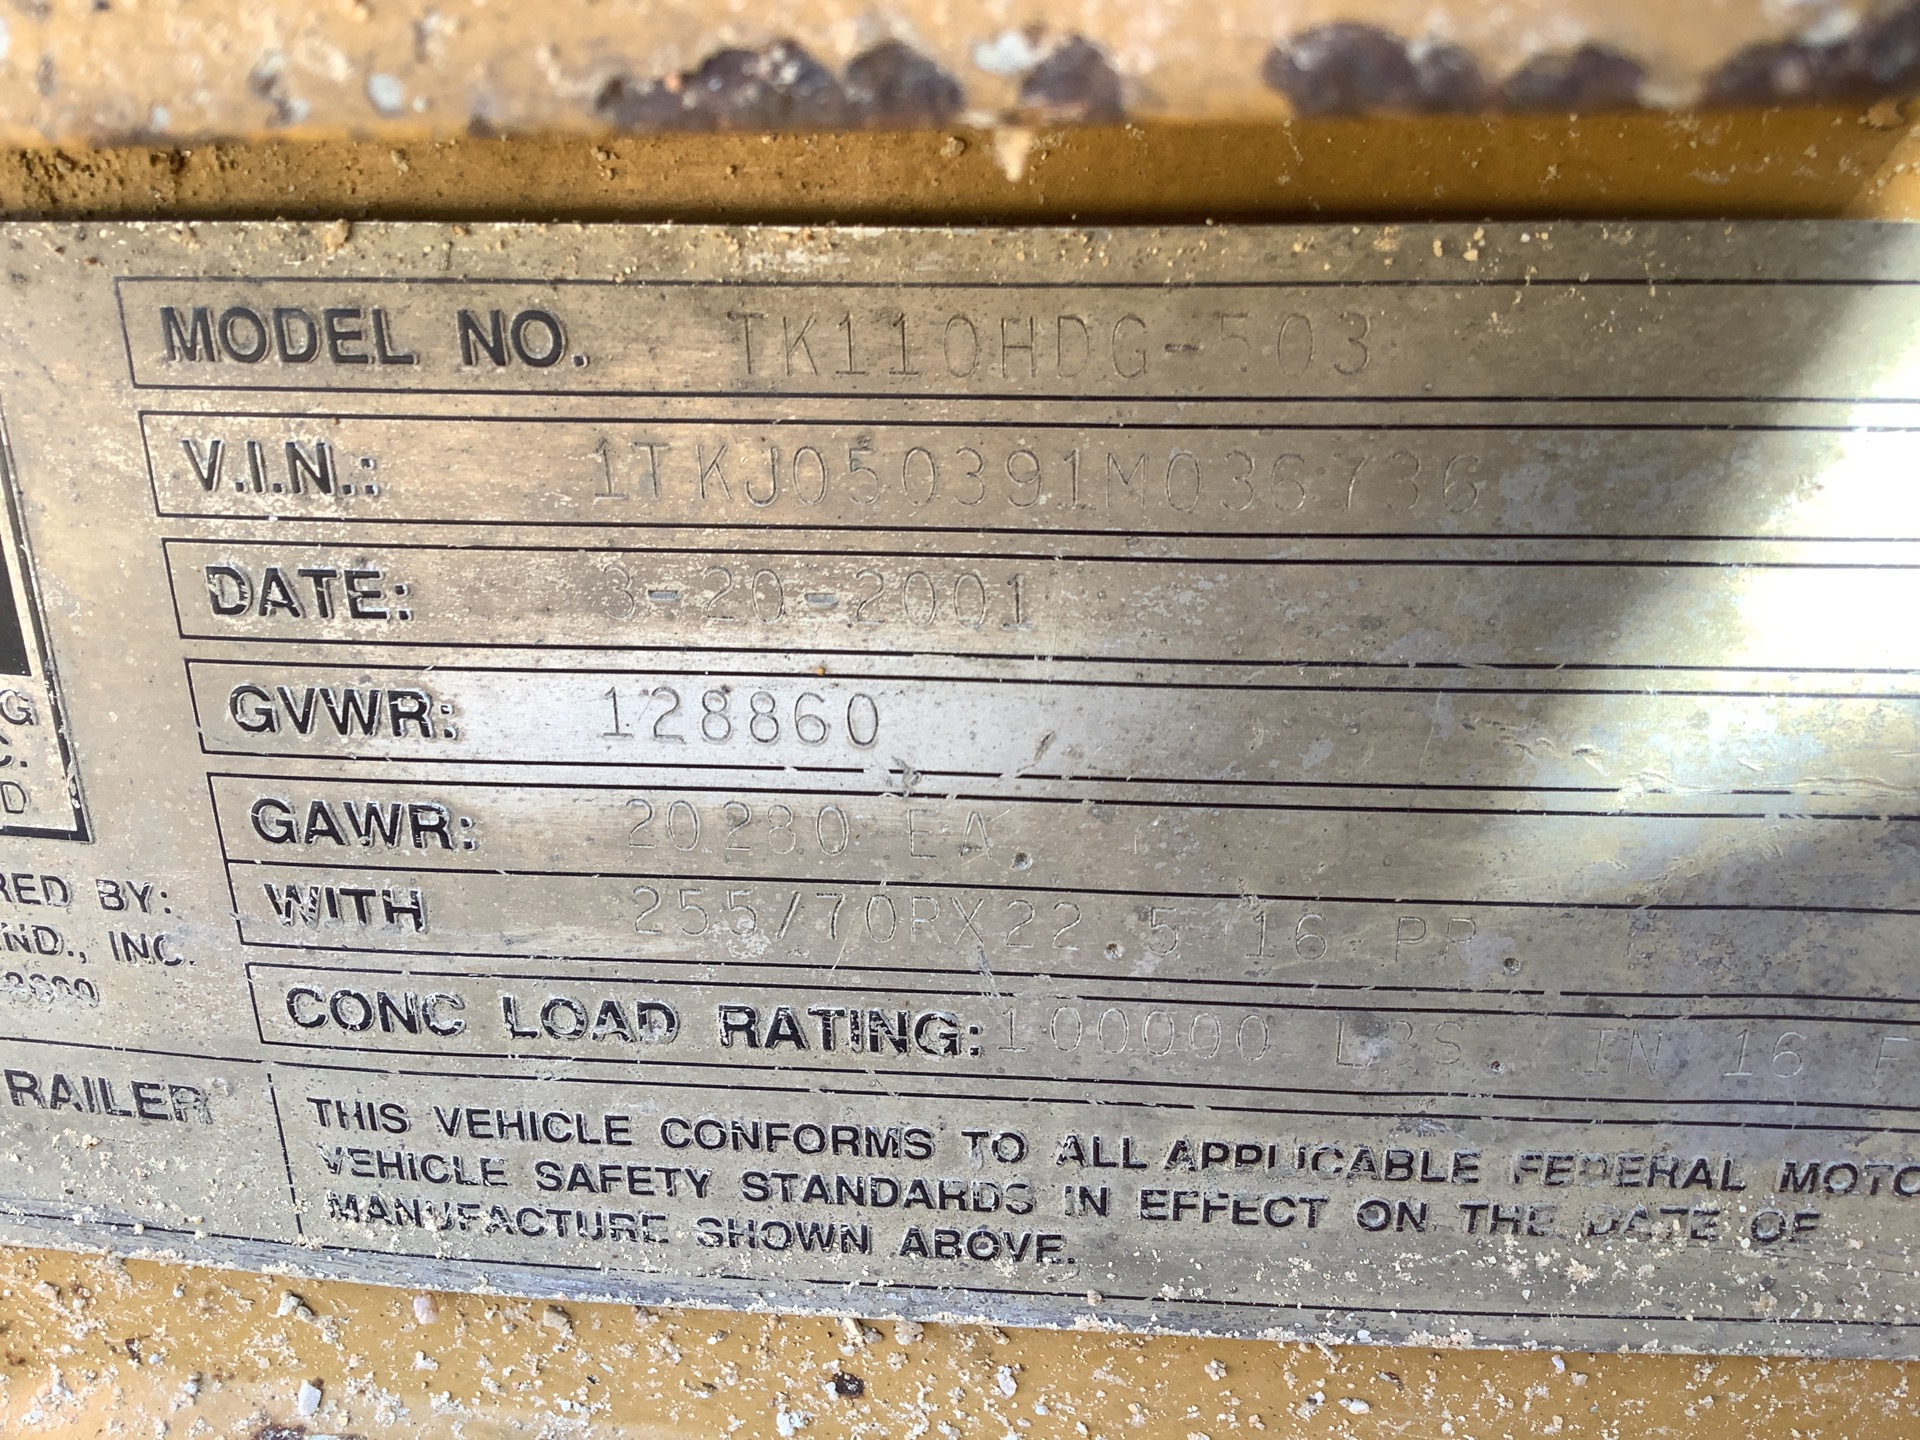 MODEL NO. TK110HDG-503
V.I.N.: 1TKJ050391M036736
DATE: 3-20-2001
GVWR: 128860
GAWR: 20280 EA.
WITH 255/70RX22.5 16 PR.
CONC LOAD RATING: 100000 LBS. IN 16 F
G
C.
D
RED BY:
IND., INC.
RAILER
THIS VEHICLE CONFORMS TO ALL APPLICABLE FEDERAL MOTO
VEHICLE SAFETY STANDARDS IN EFFECT ON THE DATE OF
MANUFACTURE SHOWN ABOVE.